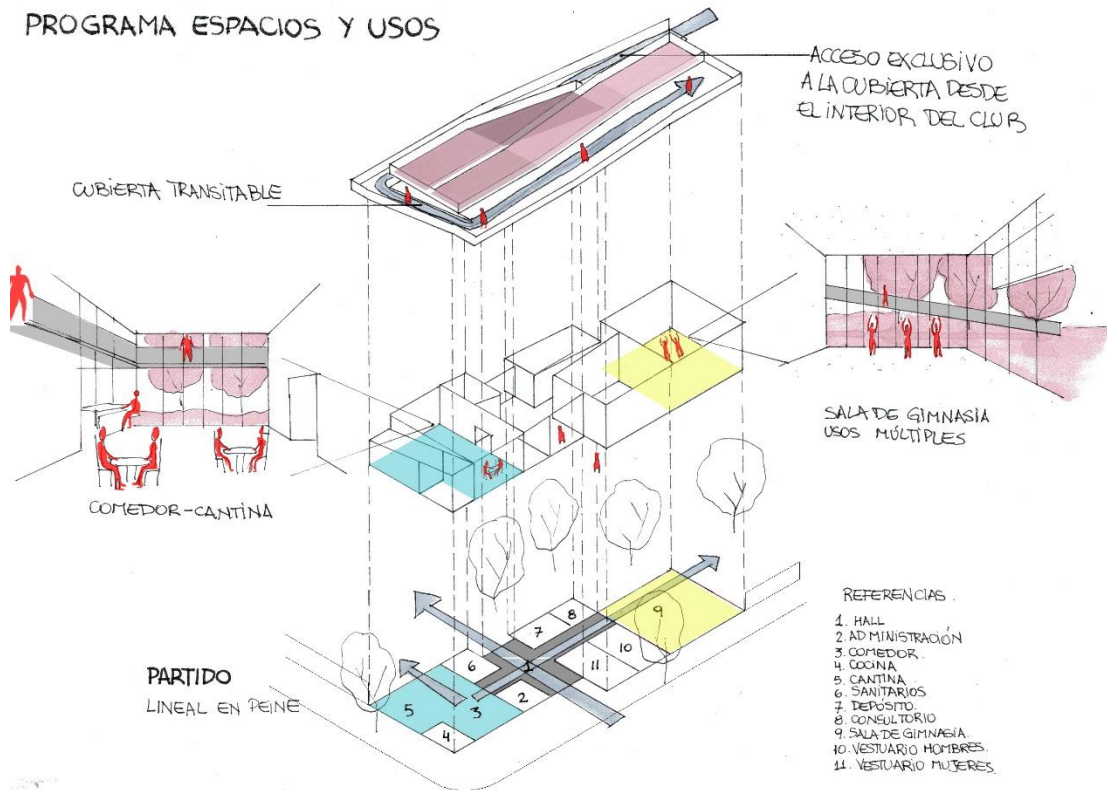 PROGRAMA ESPACIOS Y USOS
ACCESO EXCLUSIVO
A LA CUBIERTA DESDE
EL INTERIOR DEL CLUB
CUBIERTA TRANSITABLE
SALA DE GIMNASIA
USOS MÚLTIPLES
COMEDOR-CANTINA
PARTIDO
LINEAL EN PEINE
1
2
3
4
5
6
7
8
9
10
11
REFERENCIAS.
1. HALL
2. ADMINISTRACIÓN
3. COMEDOR.
4. COCINA
5. CANTINA
6. SANITARIOS
7. DEPÓSITO.
8. CONSULTORIO
9. SALA DE GIMNASIA.
10. VESTUARIO HOMBRES.
11. VESTUARIO MUJERES